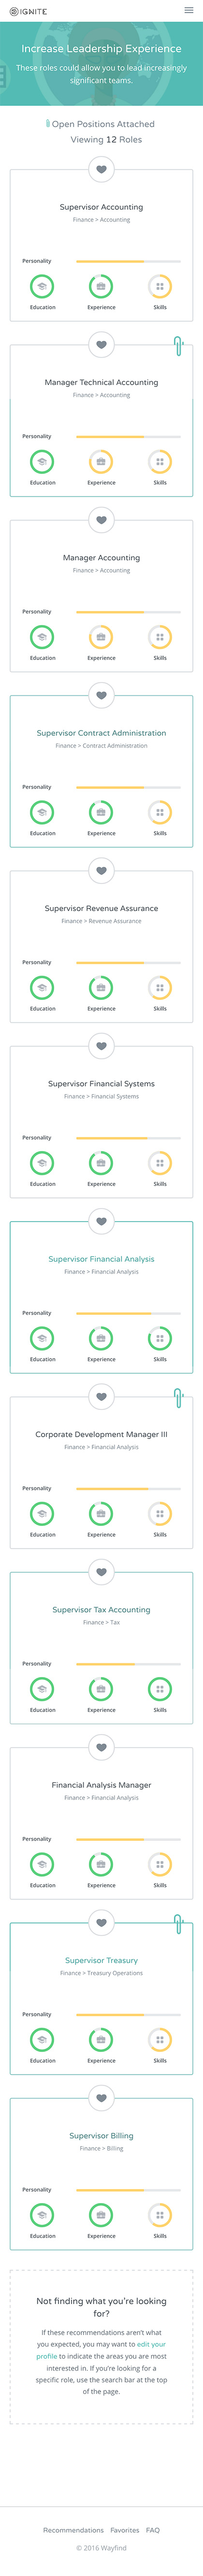 IGNITE
Increase Leadership Experience
These roles could allow you to lead increasingly
significant teams.
Open Positions Attached
Viewing 12 Roles
Supervisor Accounting
Finance > Accounting
Personality
Education Experience Skills
Manager Technical Accounting
Finance > Accounting
Personality
Education Experience Skills
Manager Accounting
Finance > Accounting
Personality
Education Experience Skills
Supervisor Contract Administration
Finance > Contract Administration
Personality
Education Experience Skills
Supervisor Revenue Assurance
Finance > Revenue Assurance
Personality
Education Experience Skills
Supervisor Financial Systems
Finance > Financial Systems
Personality
Education Experience Skills
Supervisor Financial Analysis
Finance > Financial Analysis
Personality
Education Experience Skills
Corporate Development Manager III
Finance > Financial Analysis
Personality
Education Experience Skills
Supervisor Tax Accounting
Finance > Tax
Personality
Education Experience Skills
Financial Analysis Manager
Finance > Financial Analysis
Personality
Education Experience Skills
Supervisor Treasury
Finance > Treasury Operations
Personality
Education Experience Skills
Supervisor Billing
Finance > Billing
Personality
Education Experience Skills
Not finding what you're looking
for?
If these recommendations aren't what
you expected, you may want to edit your
profile to indicate the areas you are most
interested in. If you're looking for a
specific role, use the search bar at the top
of the page.
Recommendations Favorites FAQ
© 2016 Wayfind